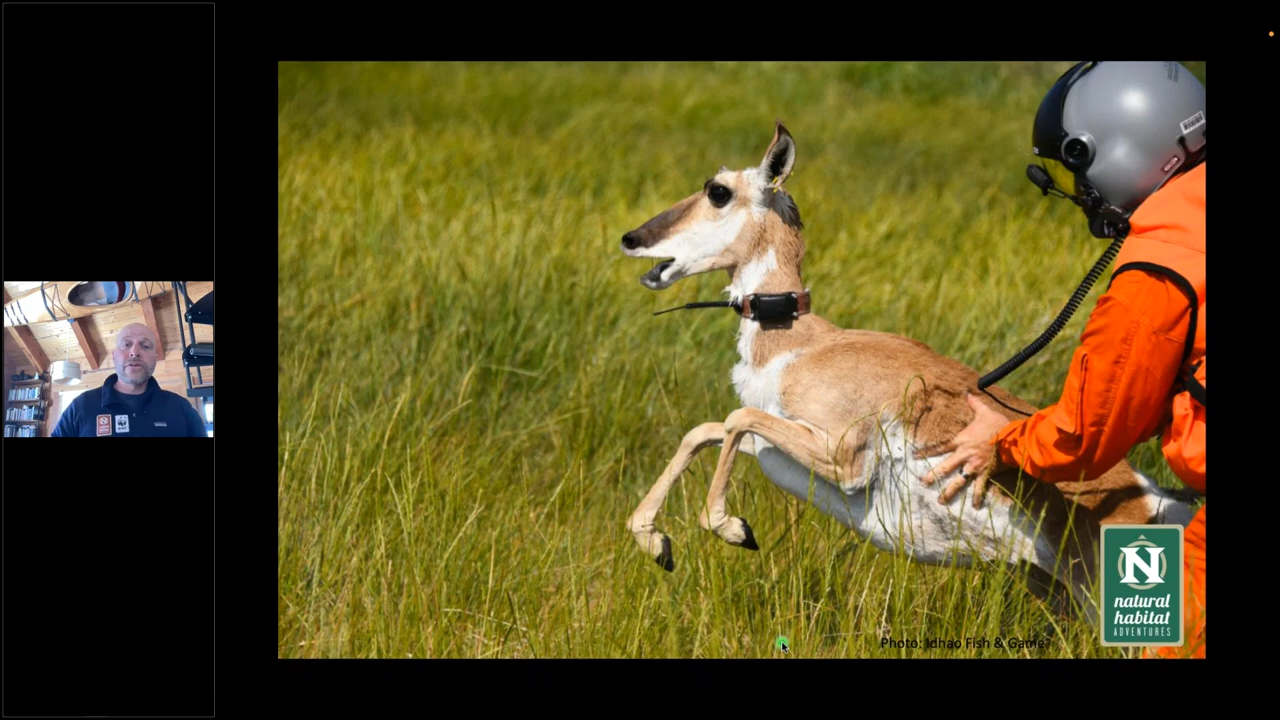 Photo: Idhao Fish & Game
N
natural
habitat
ADVENTURES